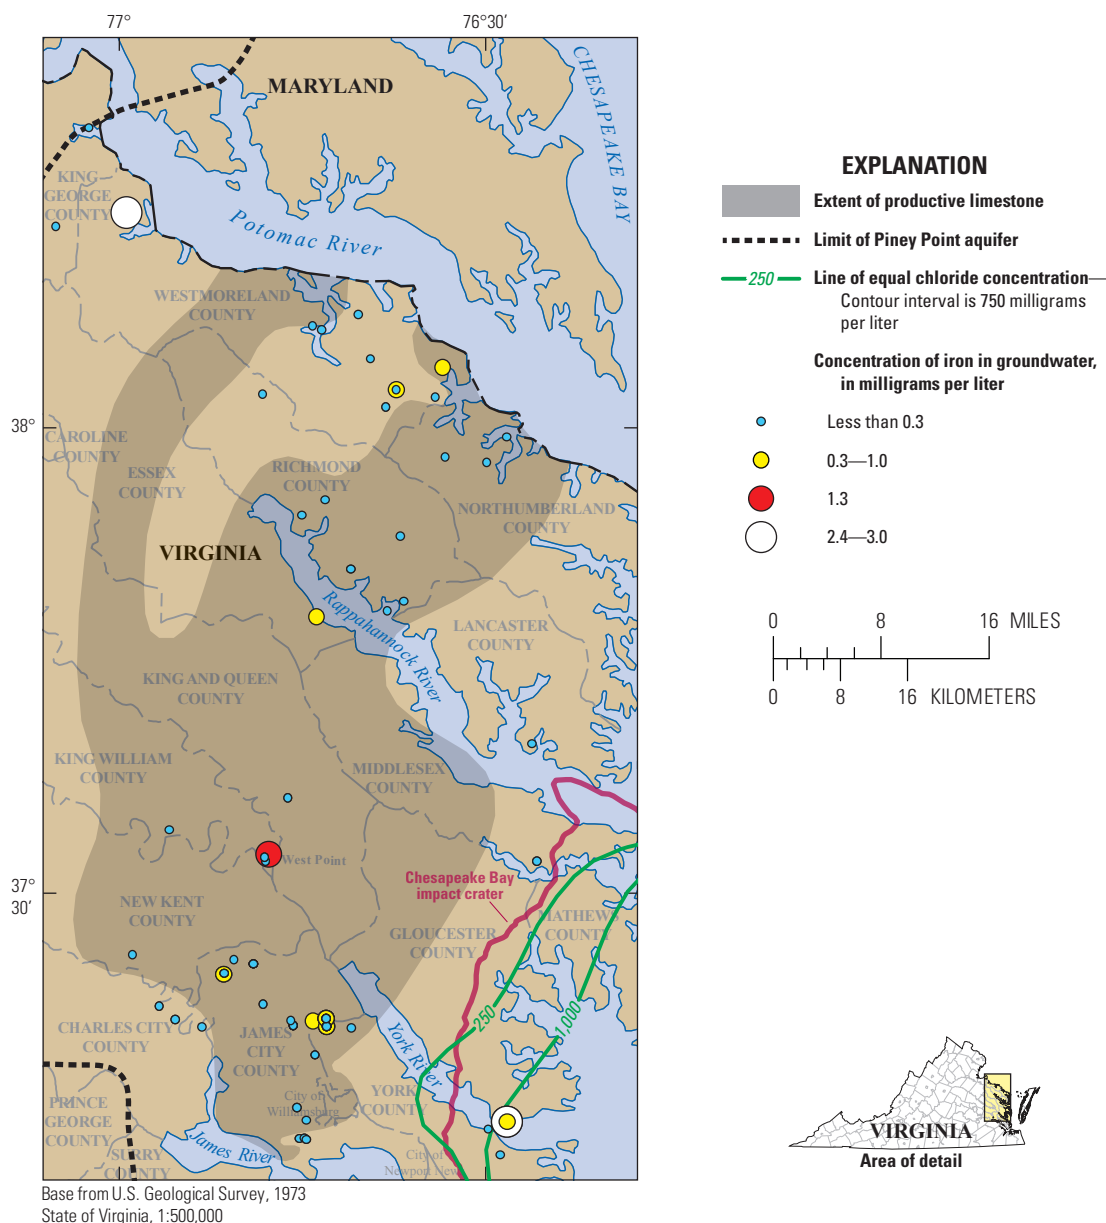 77°
76°30′
MARYLAND
CHESAPEAKE BAY
KING
GEORGE
COUNTY
Potomac River
WESTMORELAND
COUNTY
38°
CAROLINE
COUNTY
ESSEX
COUNTY
RICHMOND
COUNTY
NORTHUMBERLAND
COUNTY
VIRGINIA
Rappahannock River
LANCASTER
COUNTY
KING AND QUEEN
COUNTY
KING WILLIAM
COUNTY
MIDDLESEX
COUNTY
West Point
Chesapeake Bay
impact crater
37°
30′
NEW KENT
COUNTY
MATHEWS
COUNTY
GLOUCESTER
COUNTY
250
1,000
CHARLES CITY
COUNTY
JAMES
CITY
COUNTY
York River
YORK
COUNTY
City of
Williamsburg
PRINCE
GEORGE
COUNTY
James River
SURRY
COUNTY
City of
Newport News
Base from U.S. Geological Survey, 1973
State of Virginia, 1:500,000
EXPLANATION
Extent of productive limestone
Limit of Piney Point aquifer
250
Line of equal chloride concentration—
Contour interval is 750 milligrams
per liter
Concentration of iron in groundwater,
in milligrams per liter
Less than 0.3
0.3—1.0
1.3
2.4—3.0
0 8 16 MILES
0 8 16 KILOMETERS
VIRGINIA
Area of detail